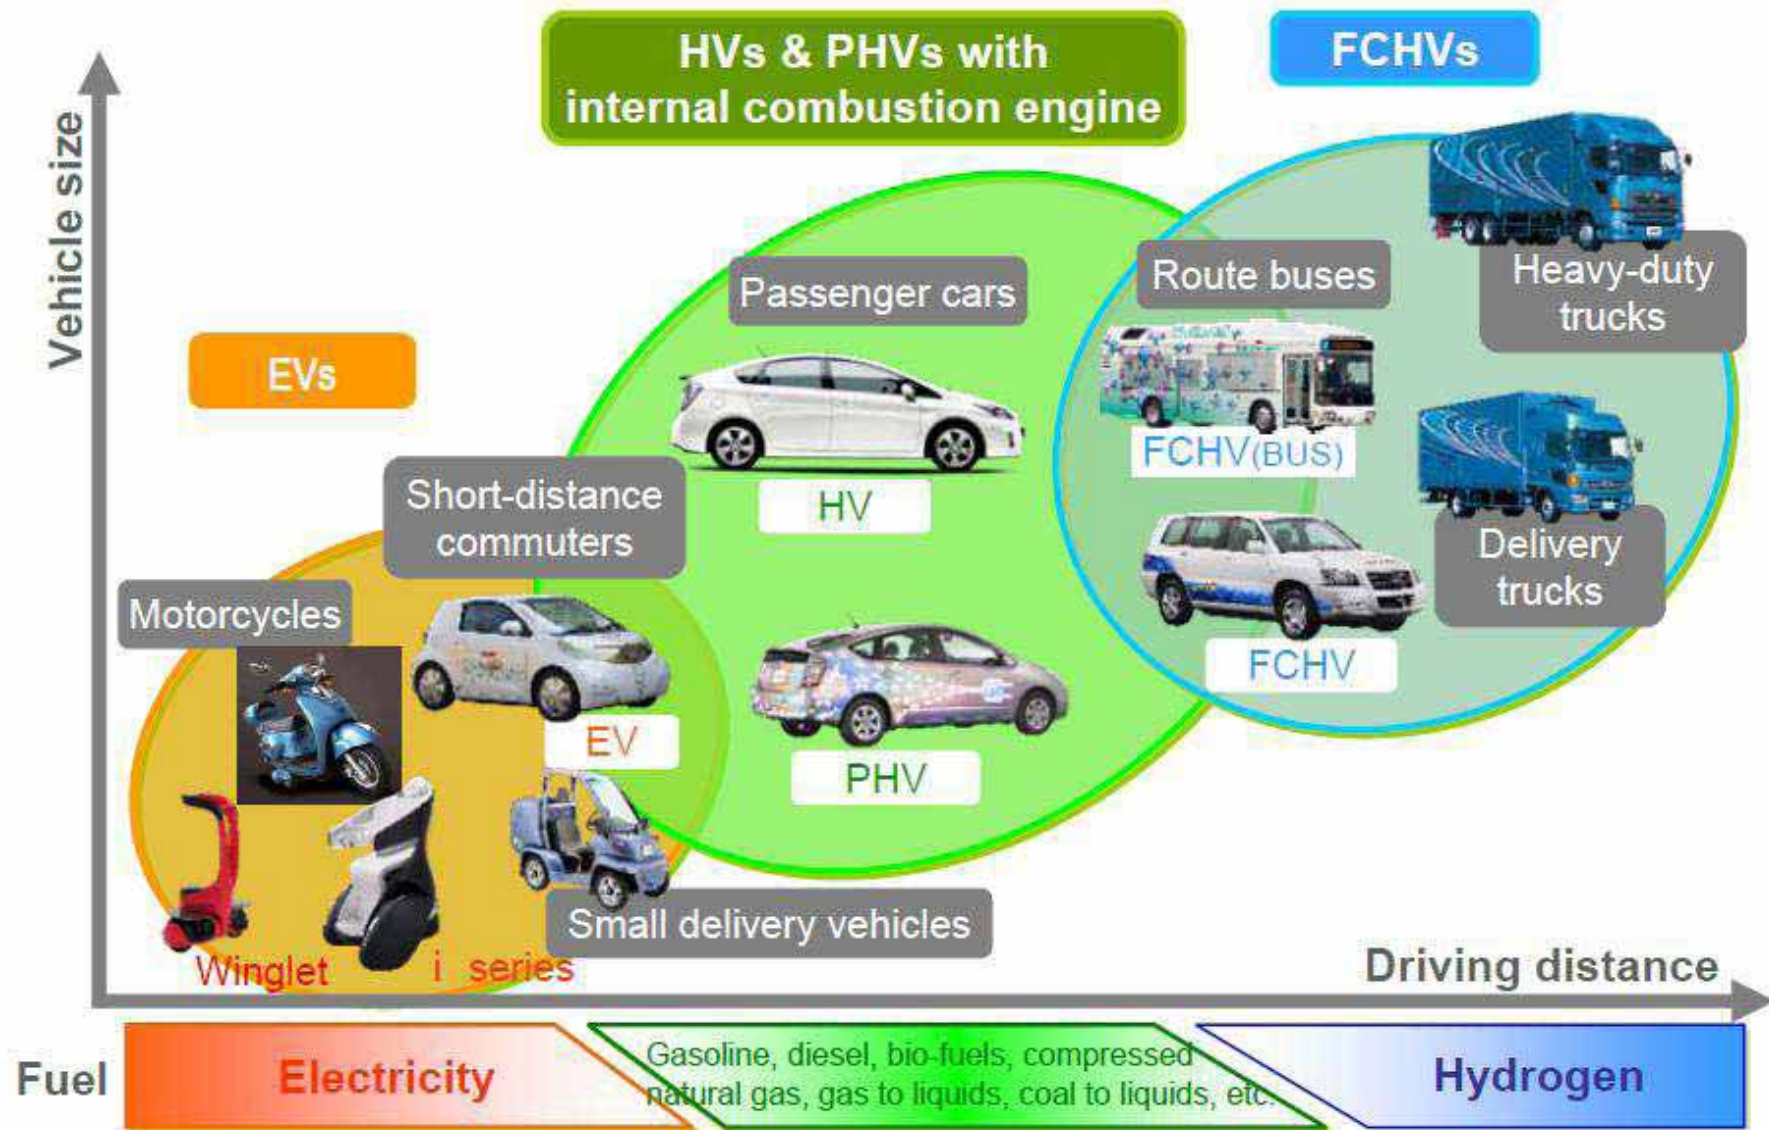 HVs & PHVs with
internal combustion engine
FCHVs
Vehicle size
Passenger cars
Route buses
Heavy-duty
trucks
EVs
HV
FCHV(BUS)
Short-distance
commuters
Delivery
trucks
Motorcycles
FCHV
EV
PHV
Small delivery vehicles
Winglet
i series
Driving distance
Fuel
Electricity
Gasoline, diesel, bio-fuels, compressed
natural gas, gas to liquids, coal to liquids, etc.
Hydrogen